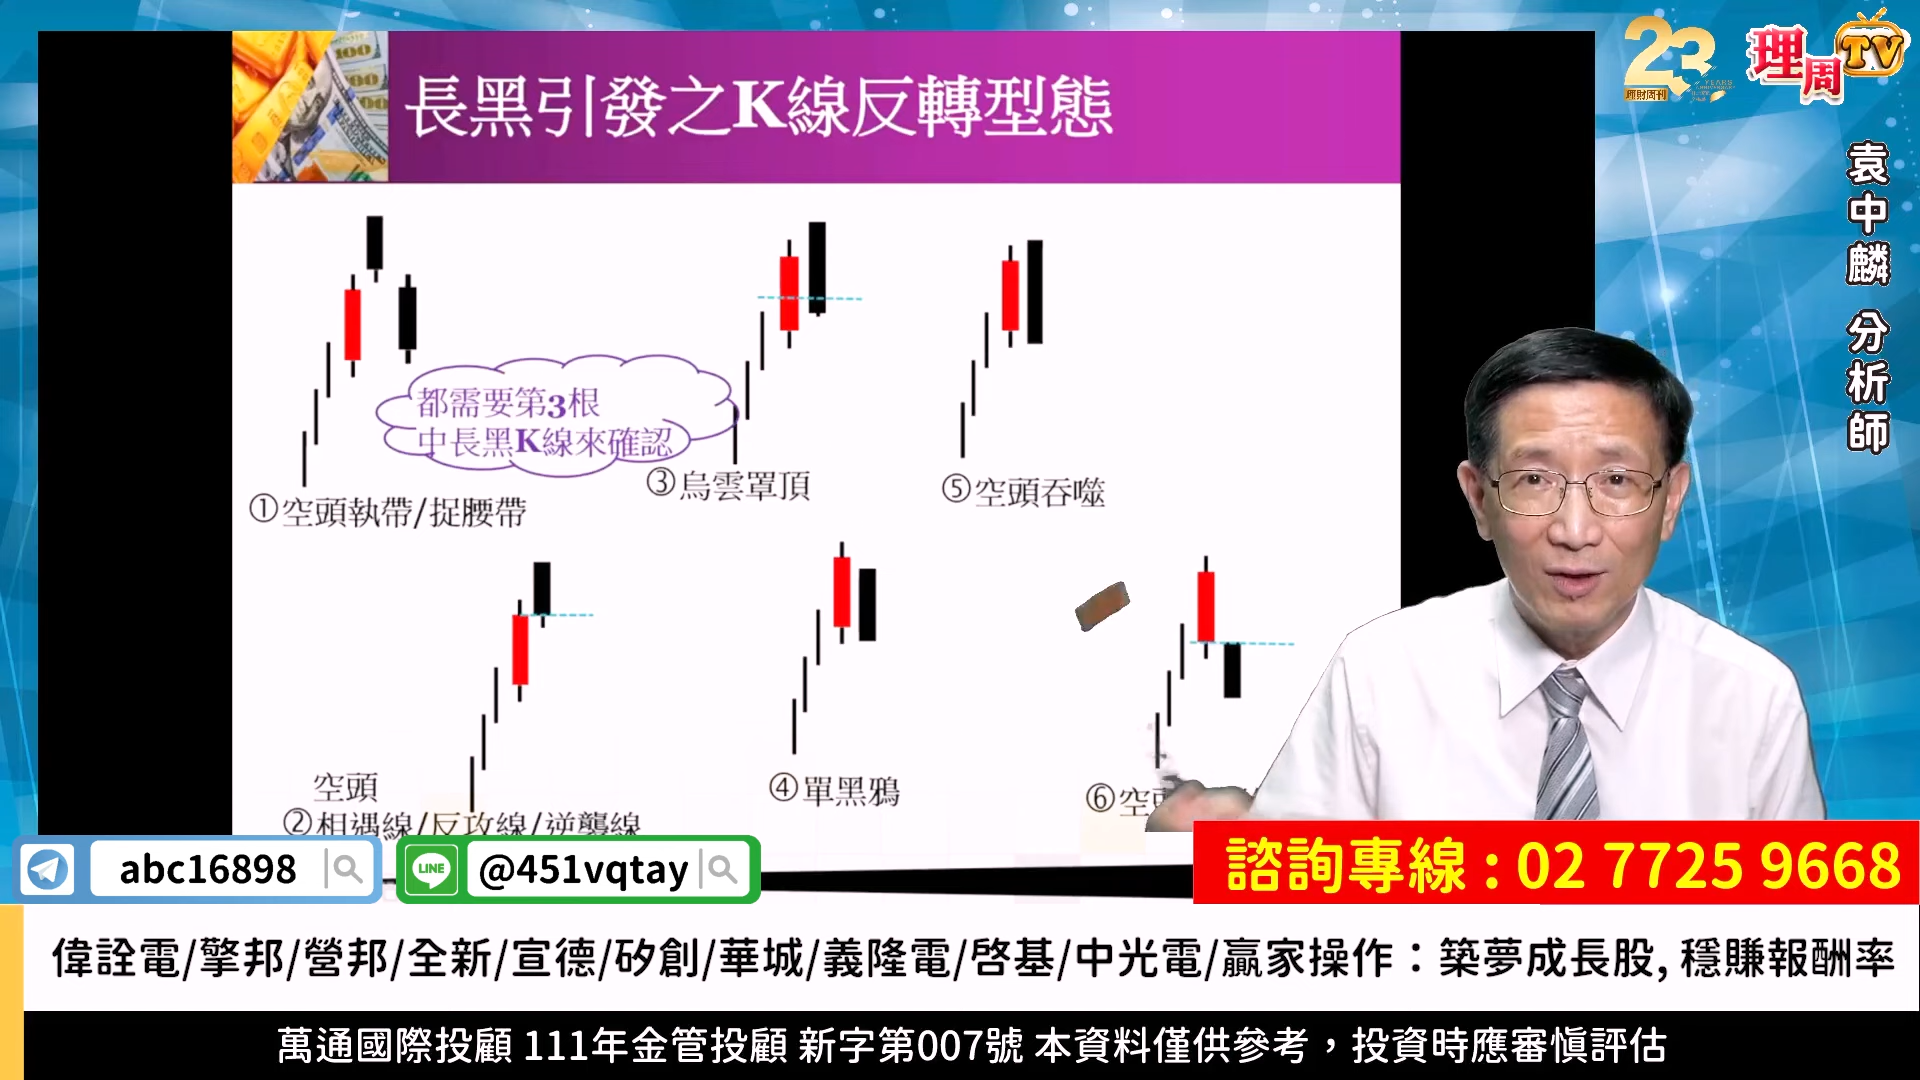 長黑引發之K線反轉型態
23
YEARS
ANNIVERSARY
理財周刊
理周TV
袁中麟 分析師
都需要第3根
中長黑K線來確認
①空頭執帶/捉腰帶
③烏雲罩頂
⑤空頭吞噬
空頭
②相遇線/反攻線/逆襲線
④單黑鴉
⑥空
abc16898
LINE
@451vqtay
諮詢專線：02 7725 9668
偉詮電/擎邦/營邦/全新/宣德/矽創/華城/義隆電/啓基/中光電/贏家操作：築夢成長股, 穩賺報酬率
萬通國際投顧 111年金管投顧 新字第007號 本資料僅供參考，投資時應審慎評估